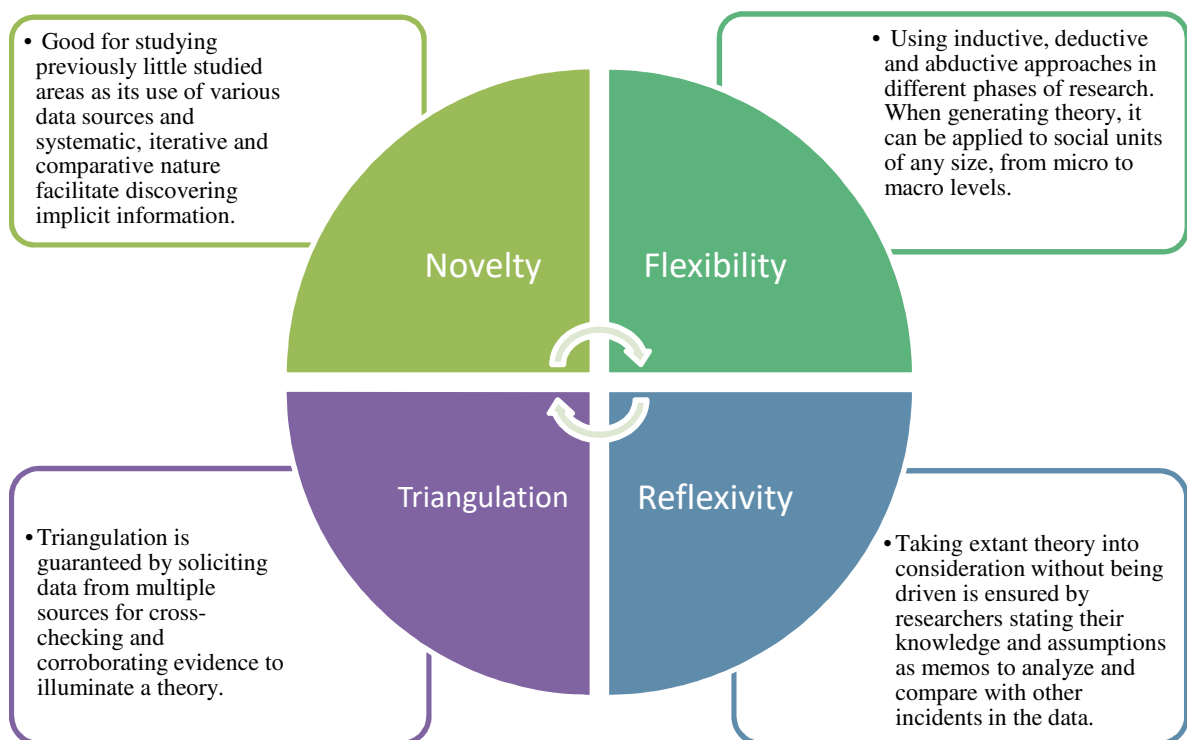 • Good for studying
previously little studied
areas as its use of various
data sources and
systematic, iterative and
comparative nature
facilitate discovering
implicit information.
• Using inductive, deductive
and abductive approaches in
different phases of research.
When generating theory, it
can be applied to social units
of any size, from micro to
macro levels.
Novelty
Flexibility
Triangulation
Reflexivity
• Triangulation is
guaranteed by soliciting
data from multiple
sources for cross-
checking and
corroborating evidence to
illuminate a theory.
• Taking extant theory into
consideration without being
driven is ensured by
researchers stating their
knowledge and assumptions
as memos to analyze and
compare with other
incidents in the data.